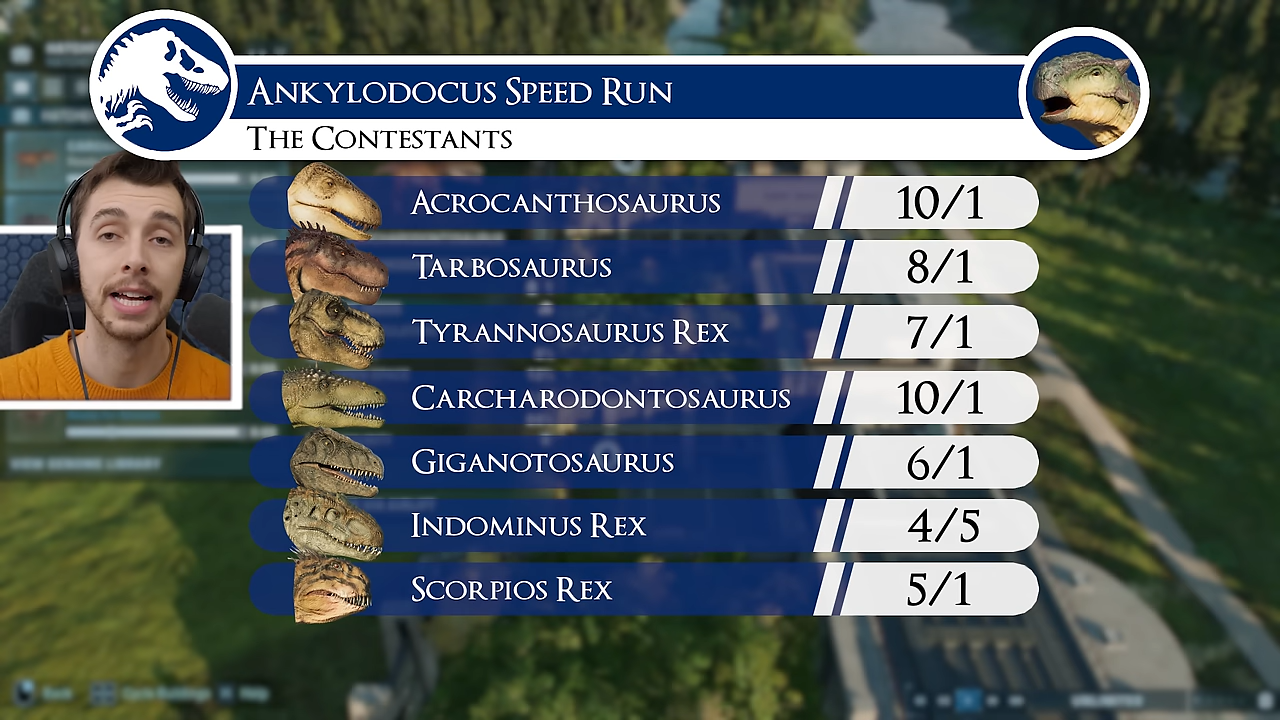 Ankylodocus Speed Run
The Contestants
Acrocanthosaurus 10/1
Tarbosaurus 8/1
Tyrannosaurus Rex 7/1
Carcharodontosaurus 10/1
Giganotosaurus 6/1
Indominus Rex 4/5
Scorpios Rex 5/1